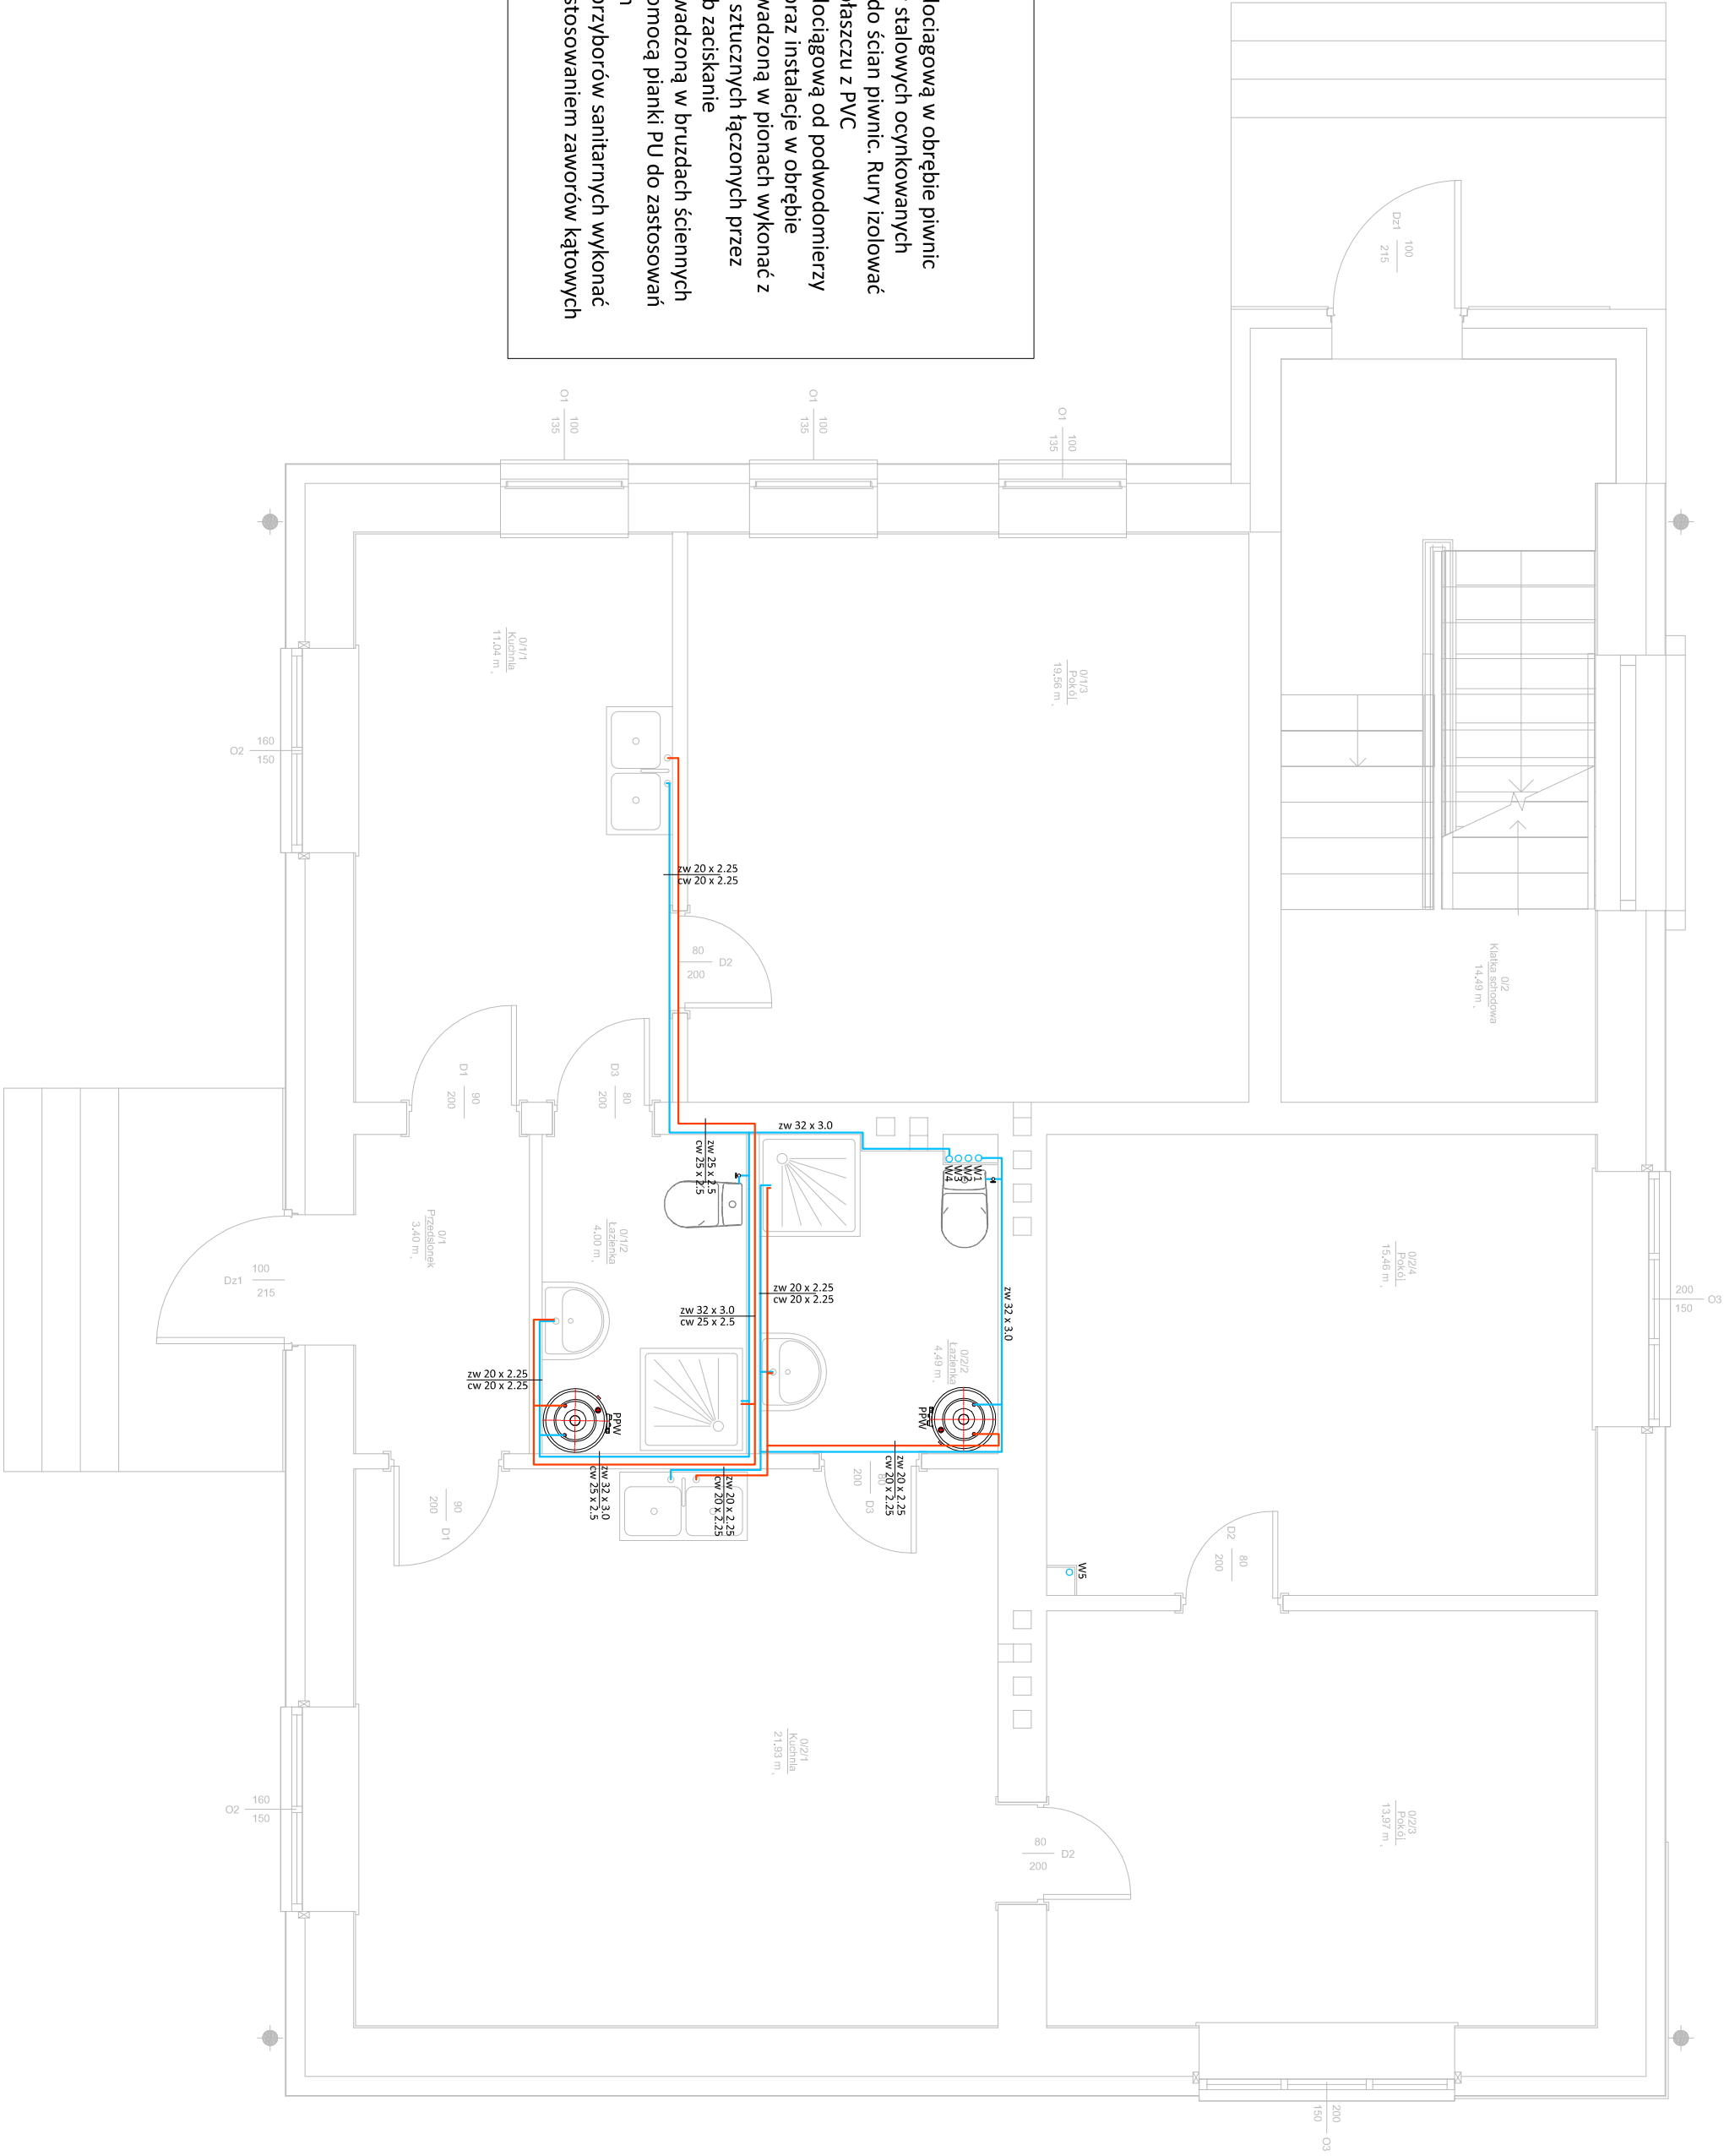 dociągową w obrębie piwnic
stalowych ocynkowanych
do ścian piwnic. Rury izolować
płaszczu z PVC
dociągową od podwodomierzy
oraz instalacje w obrębie
wadzoną w pionach wykonać z
sztucznych łączonych przez
b zaciskanie
wadzoną w bruzdach ściennych
omocą pianki PU do zastosowań
przyborów sanitarnych wykonać
stosowaniem zaworów kątowych
Dz1
100
215
O1
100
135
O1
100
135
O1
100
135
0/1/1
Kuchnia
11.04 m
0/1/3
Pokój
19.56 m
0/2
Klatka schodowa
14.49 m
O2
160
150
zw 20 x 2.25
cw 20 x 2.25
80
200
D2
D1
90
200
D3
80
200
zw 32 x 3.0
zw 25 x 2.5
cw 25 x 2.5
W1
W2
W3
W4
0/1
Przedsionek
3.40 m
0/1/2
Łazienka
4.00 m
0/2/4
Pokój
15.46 m
Dz1
100
215
zw 20 x 2.25
cw 20 x 2.25
zw 32 x 3.0
cw 25 x 2.5
zw 32 x 3.0
200
150
O3
0/2/2
Łazienka
4.49 m
zw 20 x 2.25
cw 20 x 2.25
PPW
PPW
zw 32 x 3.0
cw 25 x 2.5
zw 20 x 2.25
cw 20 x 2.25
zw 20 x 2.25
cw 20 x 2.25
80
200
D3
90
200
D1
D2
80
200
W5
0/2/1
Kuchnia
21.93 m
0/2/3
Pokój
13.97 m
O2
160
150
80
200
D2
200
150
O3